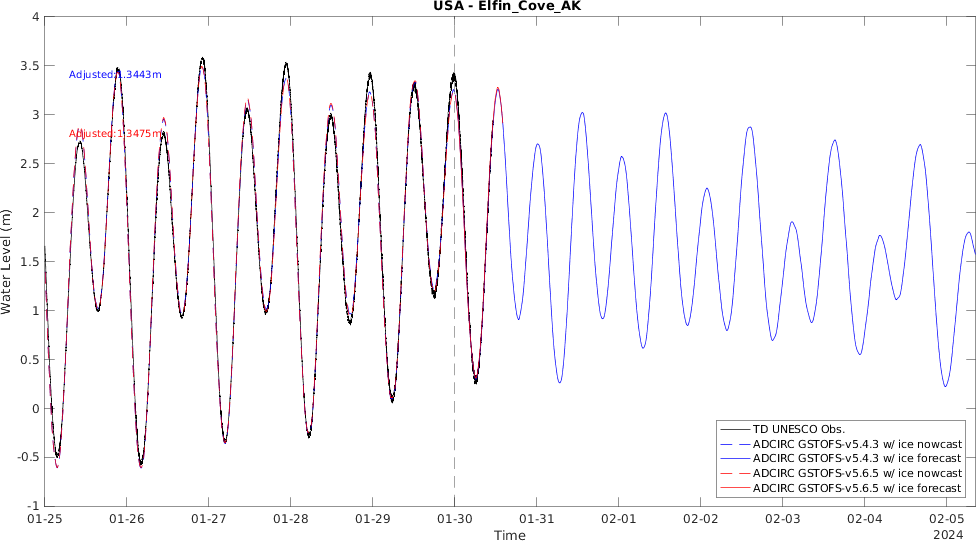 USA - Elfin_Cove_AK
4
3.5
3
2.5
2
1.5
1
0.5
0
-0.5
-1
Water Level (m)
Adjusted:1.3443m
Adjusted:1.3475m
TD UNESCO Obs.
ADCIRC GSTOFS-v5.4.3 w/ ice nowcast
ADCIRC GSTOFS-v5.4.3 w/ ice forecast
ADCIRC GSTOFS-v5.6.5 w/ ice nowcast
ADCIRC GSTOFS-v5.6.5 w/ ice forecast
01-25 01-26 01-27 01-28 01-29 01-30 01-31 02-01 02-02 02-03 02-04 02-05
Time
2024